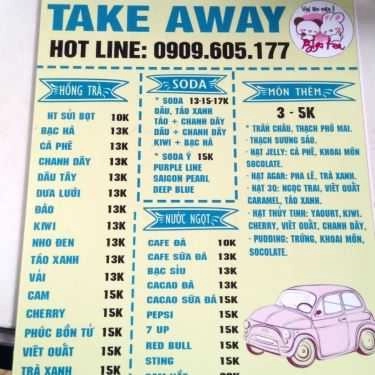 TAKE AWAY
HOT LINE: 0909.605.177
HỒNG TRÀ
HT SỦI BỌT 10K
BẠC HÀ 13K
CÀ PHÊ 13K
CHANH DÂY 13K
DÂU TÂY 13K
DƯA LƯỚI 13K
ĐÀO 13K
KIWI 13K
NHO ĐEN 13K
TÁO XANH 13K
VẢI 13K
CAM 15K
CHERRY 15K
PHÚC BỒN TỬ 15K
VIỆT QUẤT 15K
TRÀ XANH 15K
SODA
* SODA 13-15-17K
DÂU, TÁO XANH
TÁO + CHANH DÂY
DÂU + CHANH DÂY
KIWI + BẠC HÀ
* SODA Ý 15K
PURPLE LINE
SAIGON PEARL
DEEP BLUE
NƯỚC NGỌT
CAFE ĐÁ 10K
CAFE SỮA ĐÁ 13K
BẠC SỈU 13K
CACAO ĐÁ 13K
CACAO SỮA ĐÁ 15K
PEPSI 15K
7 UP 15K
RED BULL 15K
STING 15K
MÓN THÊM
3 - 5K
* TRÂN CHÂU, THẠCH PHÔ MAI.
- THẠCH SƯƠNG SÁO.
- HẠT JELLY: CÀ PHÊ, KHOAI MÔN
SOCOLATE.
- HẠT AGAR: PHA LÊ, TRÀ XANH.
- HẠT 3Q: NGỌC TRAI, VIỆT QUẤT
CARAMEL, TÁO XANH.
- HẠT THỦY TINH: YAOURT, KIWI,
CHERRY, VIỆT QUẤT, CHANH DÂY,
- PUDDING: TRỨNG, KHOAI MÔN,
SOCOLATE.